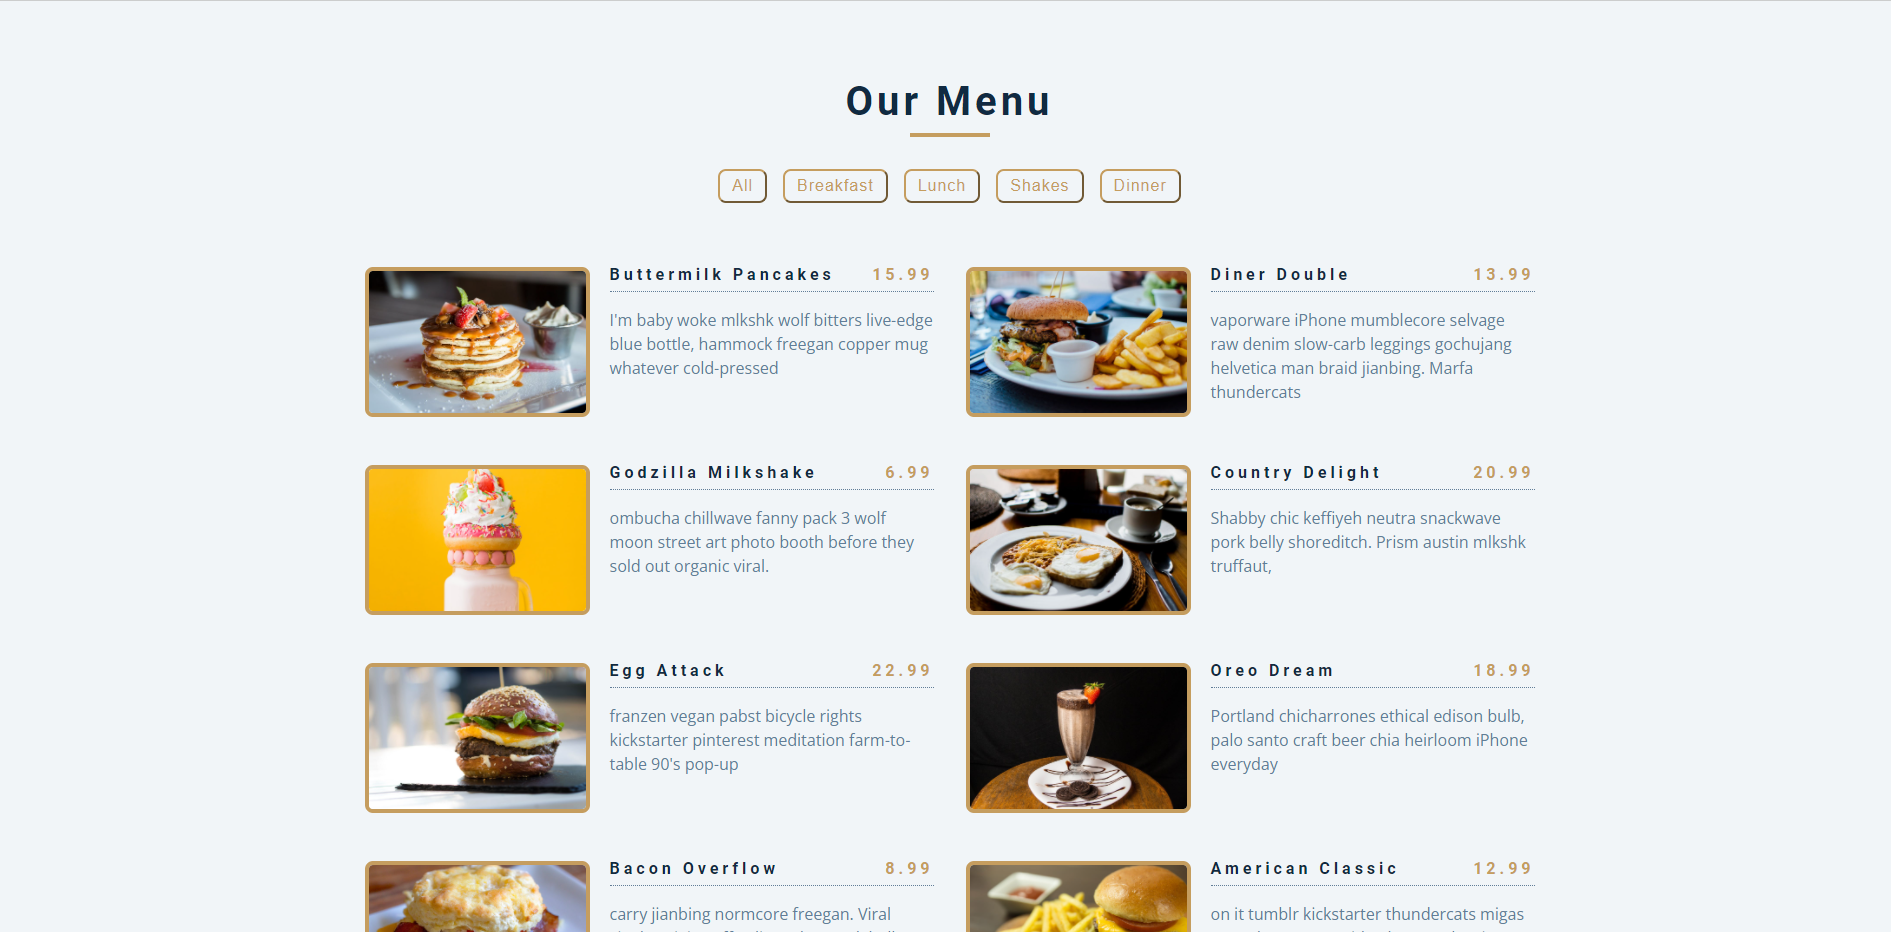 Our Menu
All Breakfast Lunch Shakes Dinner
Buttermilk Pancakes 15.99
I'm baby woke mlkshk wolf bitters live-edge
blue bottle, hammock freegan copper mug
whatever cold-pressed
Diner Double 13.99
vaporware iPhone mumblecore selvage
raw denim slow-carb leggings gochujang
helvetica man braid jianbing. Marfa
thundercats
Godzilla Milkshake 6.99
ombucha chillwave fanny pack 3 wolf
moon street art photo booth before they
sold out organic viral.
Country Delight 20.99
Shabby chic keffiyeh neutra snackwave
pork belly shoreditch. Prism austin mlkshk
truffaut,
Egg Attack 22.99
franzen vegan pabst bicycle rights
kickstarter pinterest meditation farm-to-
table 90's pop-up
Oreo Dream 18.99
Portland chicharrones ethical edison bulb,
palo santo craft beer chia heirloom iPhone
everyday
Bacon Overflow 8.99
carry jianbing normcore freegan. Viral
American Classic 12.99
on it tumblr kickstarter thundercats migas